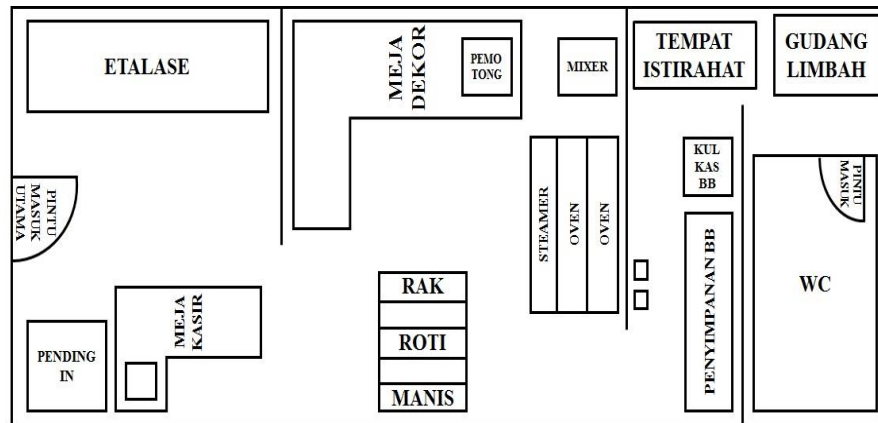 ETALASE
MEJA
DEKOR
PEMO
TONG
MIXER
TEMPAT
ISTIRAHAT
GUDANG
LIMBAH
PINTU
MASUK
UTAMA
STEAMER
OVEN
OVEN
KUL
KAS
BB
PINTU
MASUK
PENYIMPANAN BB
WC
MEJA
KASIR
RAK
ROTI
MANIS
PENDING
IN